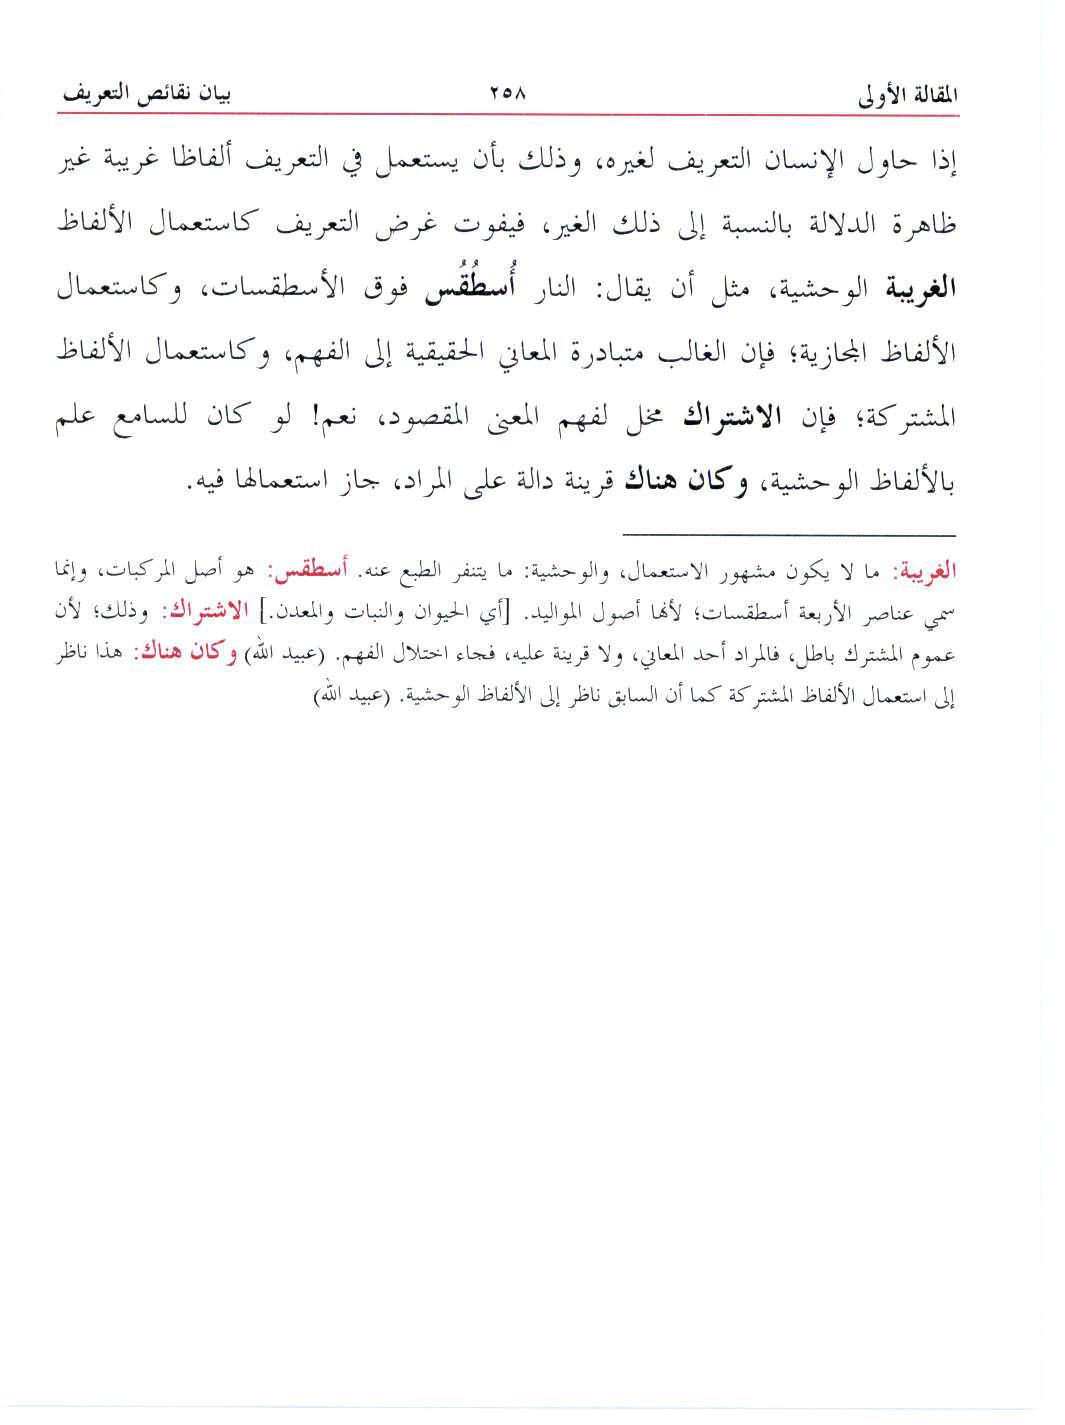 المقالة الأولى ٢٥٨ بيان نقائص التعريف
إذا حاول الإنسان التعريف لغيره، وذلك بأن يستعمل في التعريف ألفاظا غريبة غير
ظاهرة الدلالة بالنسبة إلى ذلك الغير، فيفوت غرض التعريف كاستعمال الألفاظ
الغريبة الوحشية، مثل أن يقال: النار أُسطُقُس فوق الأسطقسات، وكاستعمال
الألفاظ المجازية؛ فإن الغالب متبادرة المعاني الحقيقية إلى الفهم، وكاستعمال الألفاظ
المشتركة؛ فإن الاشتراك مخل لفهم المعنى المقصود، نعم! لو كان للسامع علم
بالألفاظ الوحشية، وكان هناك قرينة دالة على المراد، جاز استعمالها فيه.
الغريبة: ما لا يكون مشهور الاستعمال، والوحشية: ما يتنفر الطبع عنه. أسطقس: هو أصل المركبات، وإنما
سمي عناصر الأربعة أسطقسات؛ لأنها أصول المواليد. [أي الحيوان والنبات والمعدن.] الاشتراك: وذلك؛ لأن
عموم المشترك باطل، فالمراد أحد المعاني، ولا قرينة عليه، فجاء اختلال الفهم. (عبيد الله) وكان هناك: هذا ناظر
إلى استعمال الألفاظ المشتركة كما أن السابق ناظر إلى الألفاظ الوحشية. (عبيد الله)